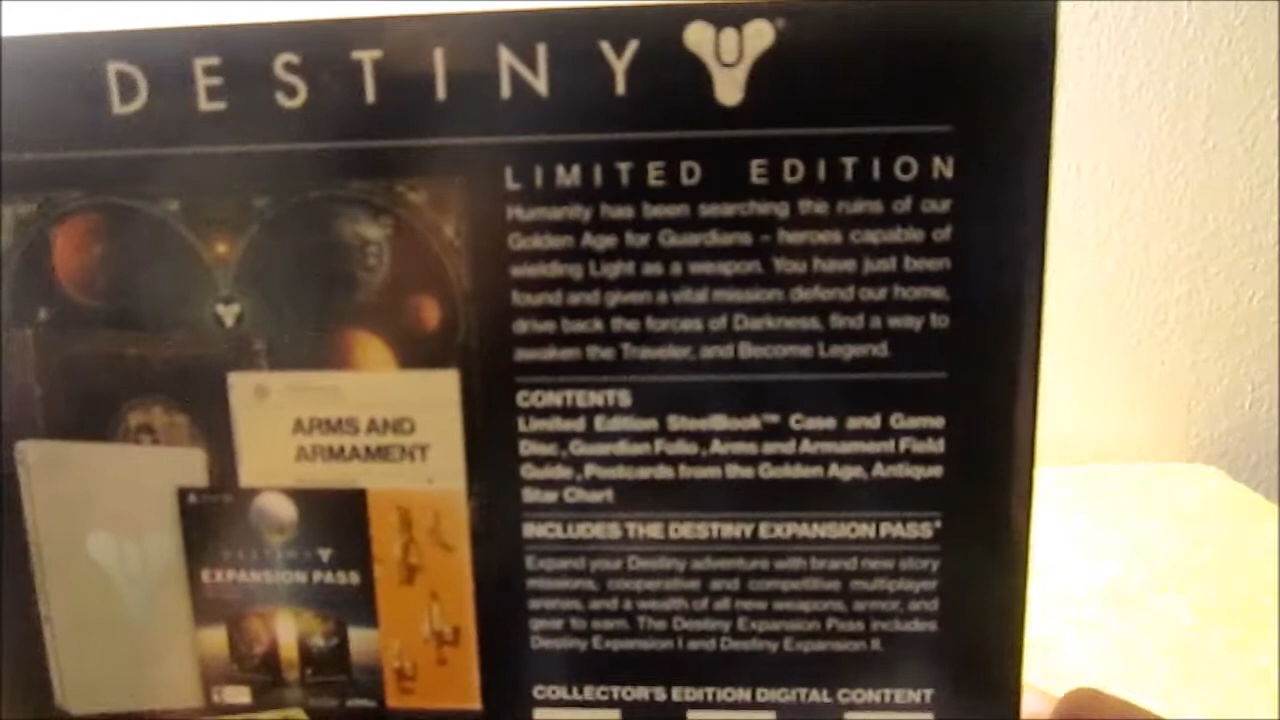 DESTINY
LIMITED EDITION
Humanity has been searching the ruins of our
Golden Age for Guardians – heroes capable of
wielding Light as a weapon. You have just been
found and given a vital mission: defend our home,
drive back the forces of Darkness, find a way to
awaken the Traveler, and Become Legend.
CONTENTS
Limited Edition SteelBook™ Case and Game
Disc, Guardian Folio, Arms and Armament Field
Guide, Postcards from the Golden Age, Antique
Star Chart
INCLUDES THE DESTINY EXPANSION PASS*
Expand your Destiny adventure with brand new story
missions, cooperative and competitive multiplayer
arenas, and a wealth of all new weapons, armor, and
gear to earn. The Destiny Expansion Pass includes
Destiny Expansion I and Destiny Expansion II.
COLLECTOR'S EDITION DIGITAL CONTENT
ARMS AND
ARMAMENT
DESTINY
EXPANSION PASS